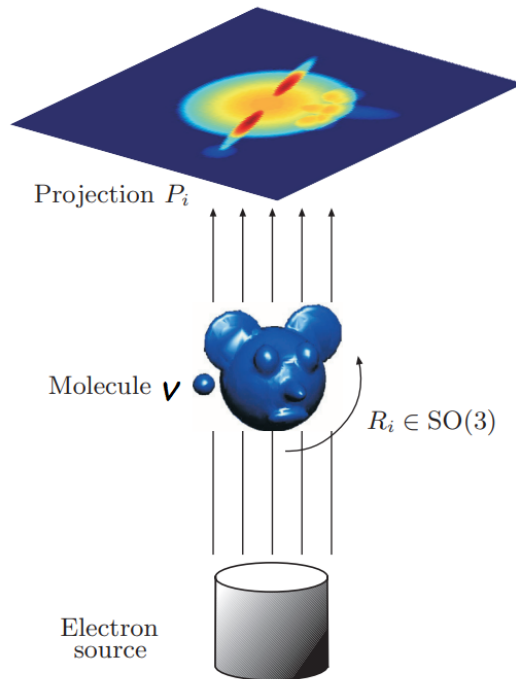 Projection P_i
Molecule v
R_i ∈ SO(3)
Electron
source